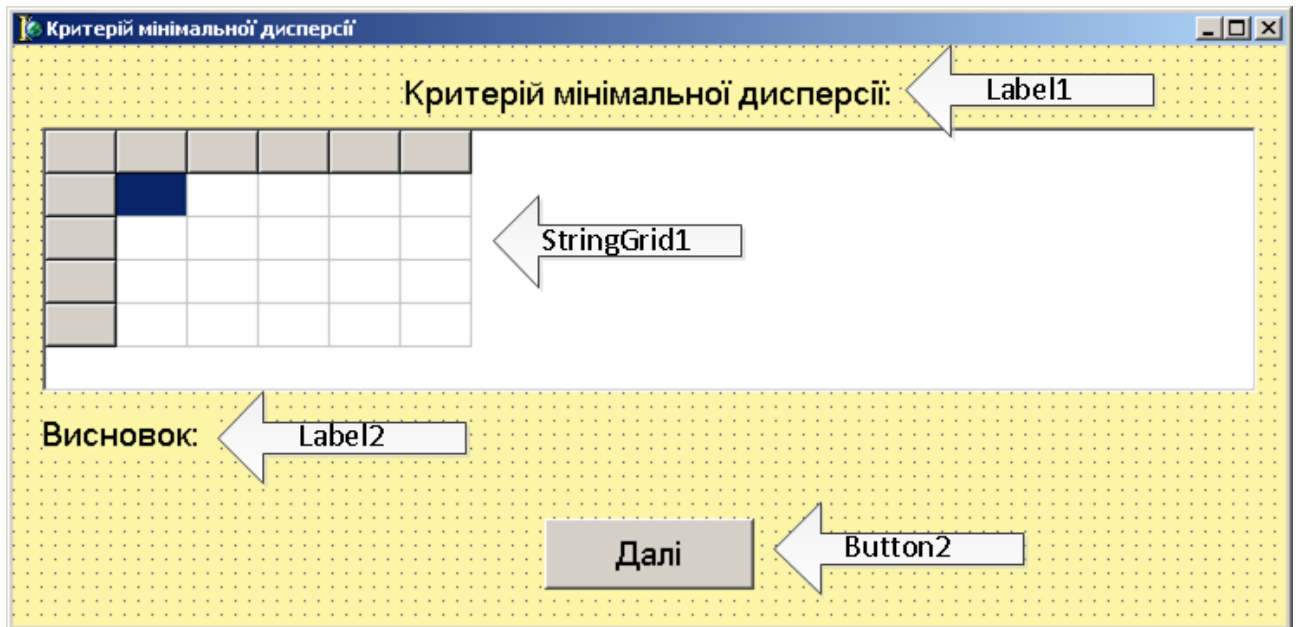 Критерій мінімальної дисперсії
Критерій мінімальної дисперсії:
Label1
StringGrid1
Висновок:
Label2
Далі
Button2